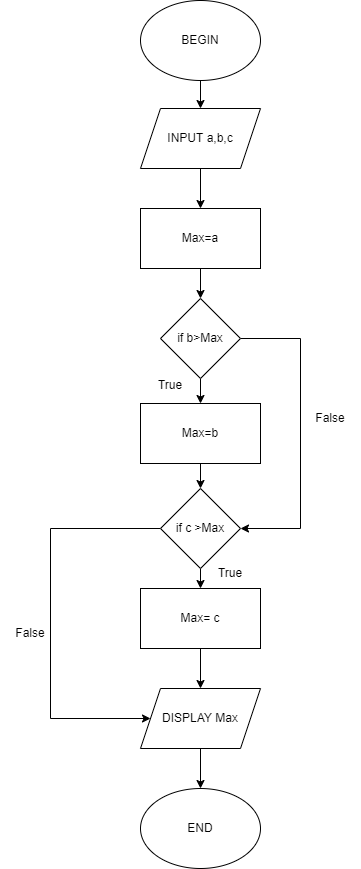 BEGIN
INPUT a,b,c
Max=a
if b>Max
True
False
Max=b
if c >Max
True
False
Max= c
DISPLAY Max
END